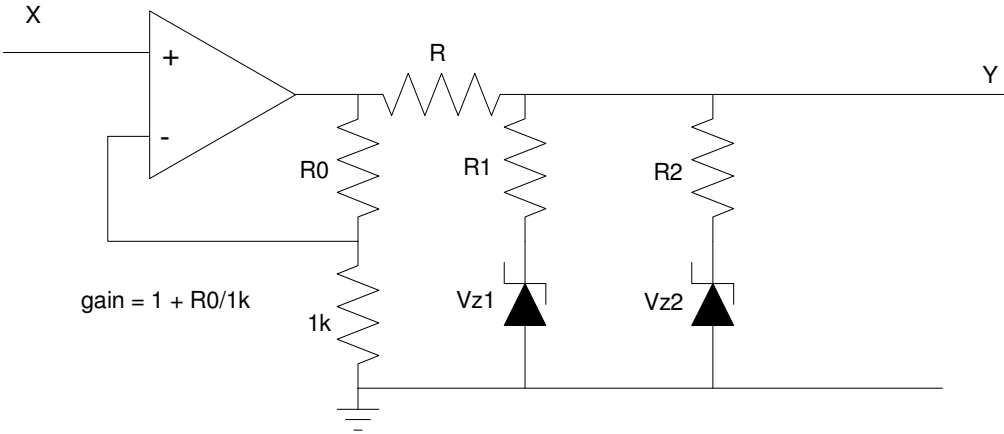 X
+
R
Y
-
R0
R1
R2
gain = 1 + R0/1k
Vz1
Vz2
1k